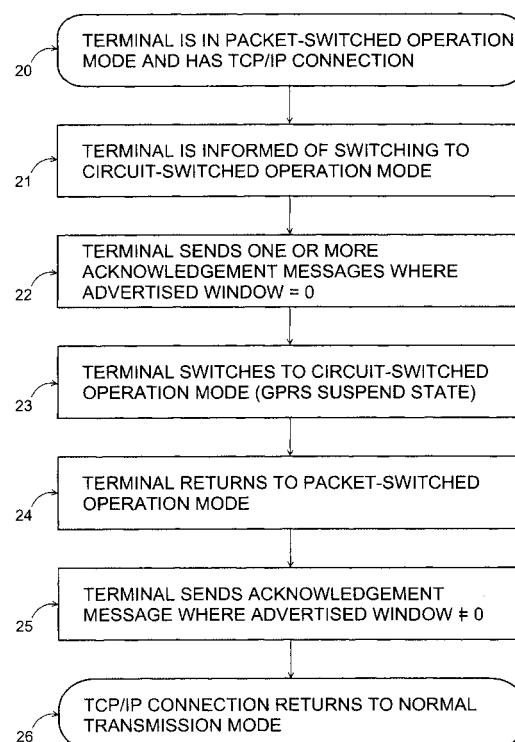 TERMINAL IS IN PACKET-SWITCHED OPERATION
MODE AND HAS TCP/IP CONNECTION
20
TERMINAL IS INFORMED OF SWITCHING TO
CIRCUIT-SWITCHED OPERATION MODE
21
TERMINAL SENDS ONE OR MORE
ACKNOWLEDGEMENT MESSAGES WHERE
ADVERTISED WINDOW = 0
22
TERMINAL SWITCHES TO CIRCUIT-SWITCHED
OPERATION MODE (GPRS SUSPEND STATE)
23
TERMINAL RETURNS TO PACKET-SWITCHED
OPERATION MODE
24
TERMINAL SENDS ACKNOWLEDGEMENT
MESSAGE WHERE ADVERTISED WINDOW ≠ 0
25
TCP/IP CONNECTION RETURNS TO NORMAL
TRANSMISSION MODE
26